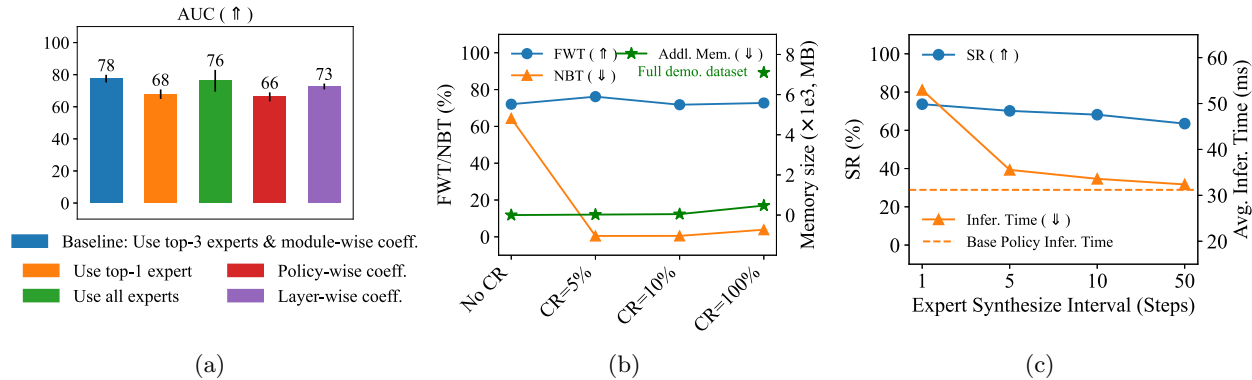 AUC (⇑)
100
80
60
40
20
0
78
68
76
66
73
Baseline: Use top-3 experts & module-wise coeff.
Use top-1 expert
Policy-wise coeff.
Use all experts
Layer-wise coeff.
(a)
FWT/NBT (%)
100
80
60
40
20
0
FWT (⇑)
NBT (⇓)
Addl. Mem. (⇓)
Full demo. dataset
8
6
4
2
0
Memory size (×1e3, MB)
No CR
CR=5%
CR=10%
CR=100%
(b)
SR (%)
100
80
60
40
20
0
SR (⇑)
Infer. Time (⇓)
Base Policy Infer. Time
60
50
40
30
20
Avg. Infer. Time (ms)
1
5
10
50
Expert Synthesize Interval (Steps)
(c)